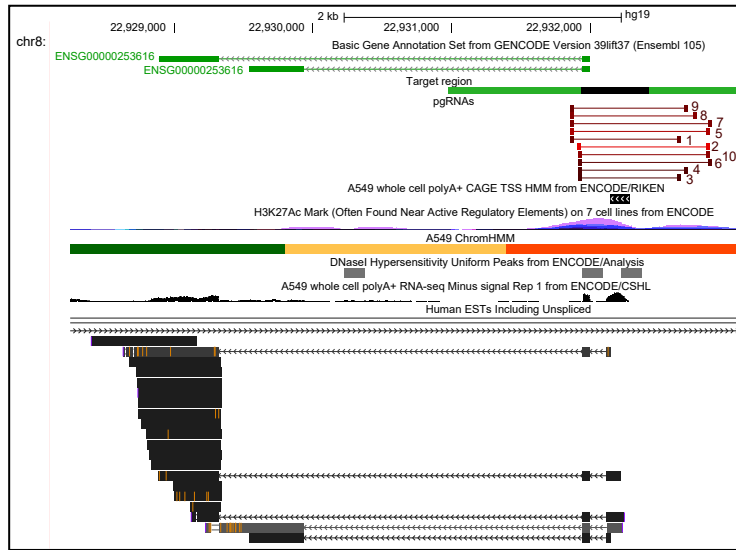 2 kb hg19
chr8: 22,929,000 22,930,000 22,931,000 22,932,000
Basic Gene Annotation Set from GENCODE Version 39lift37 (Ensembl 105)
ENSG00000253616
ENSG00000253616
Target region
pgRNAs
9
8
7
5
1
2
10
6
4
3
A549 whole cell polyA+ CAGE TSS HMM from ENCODE/RIKEN
H3K27Ac Mark (Often Found Near Active Regulatory Elements) on 7 cell lines from ENCODE
A549 ChromHMM
DNaseI Hypersensitivity Uniform Peaks from ENCODE/Analysis
A549 whole cell polyA+ RNA-seq Minus signal Rep 1 from ENCODE/CSHL
Human ESTs Including Unspliced